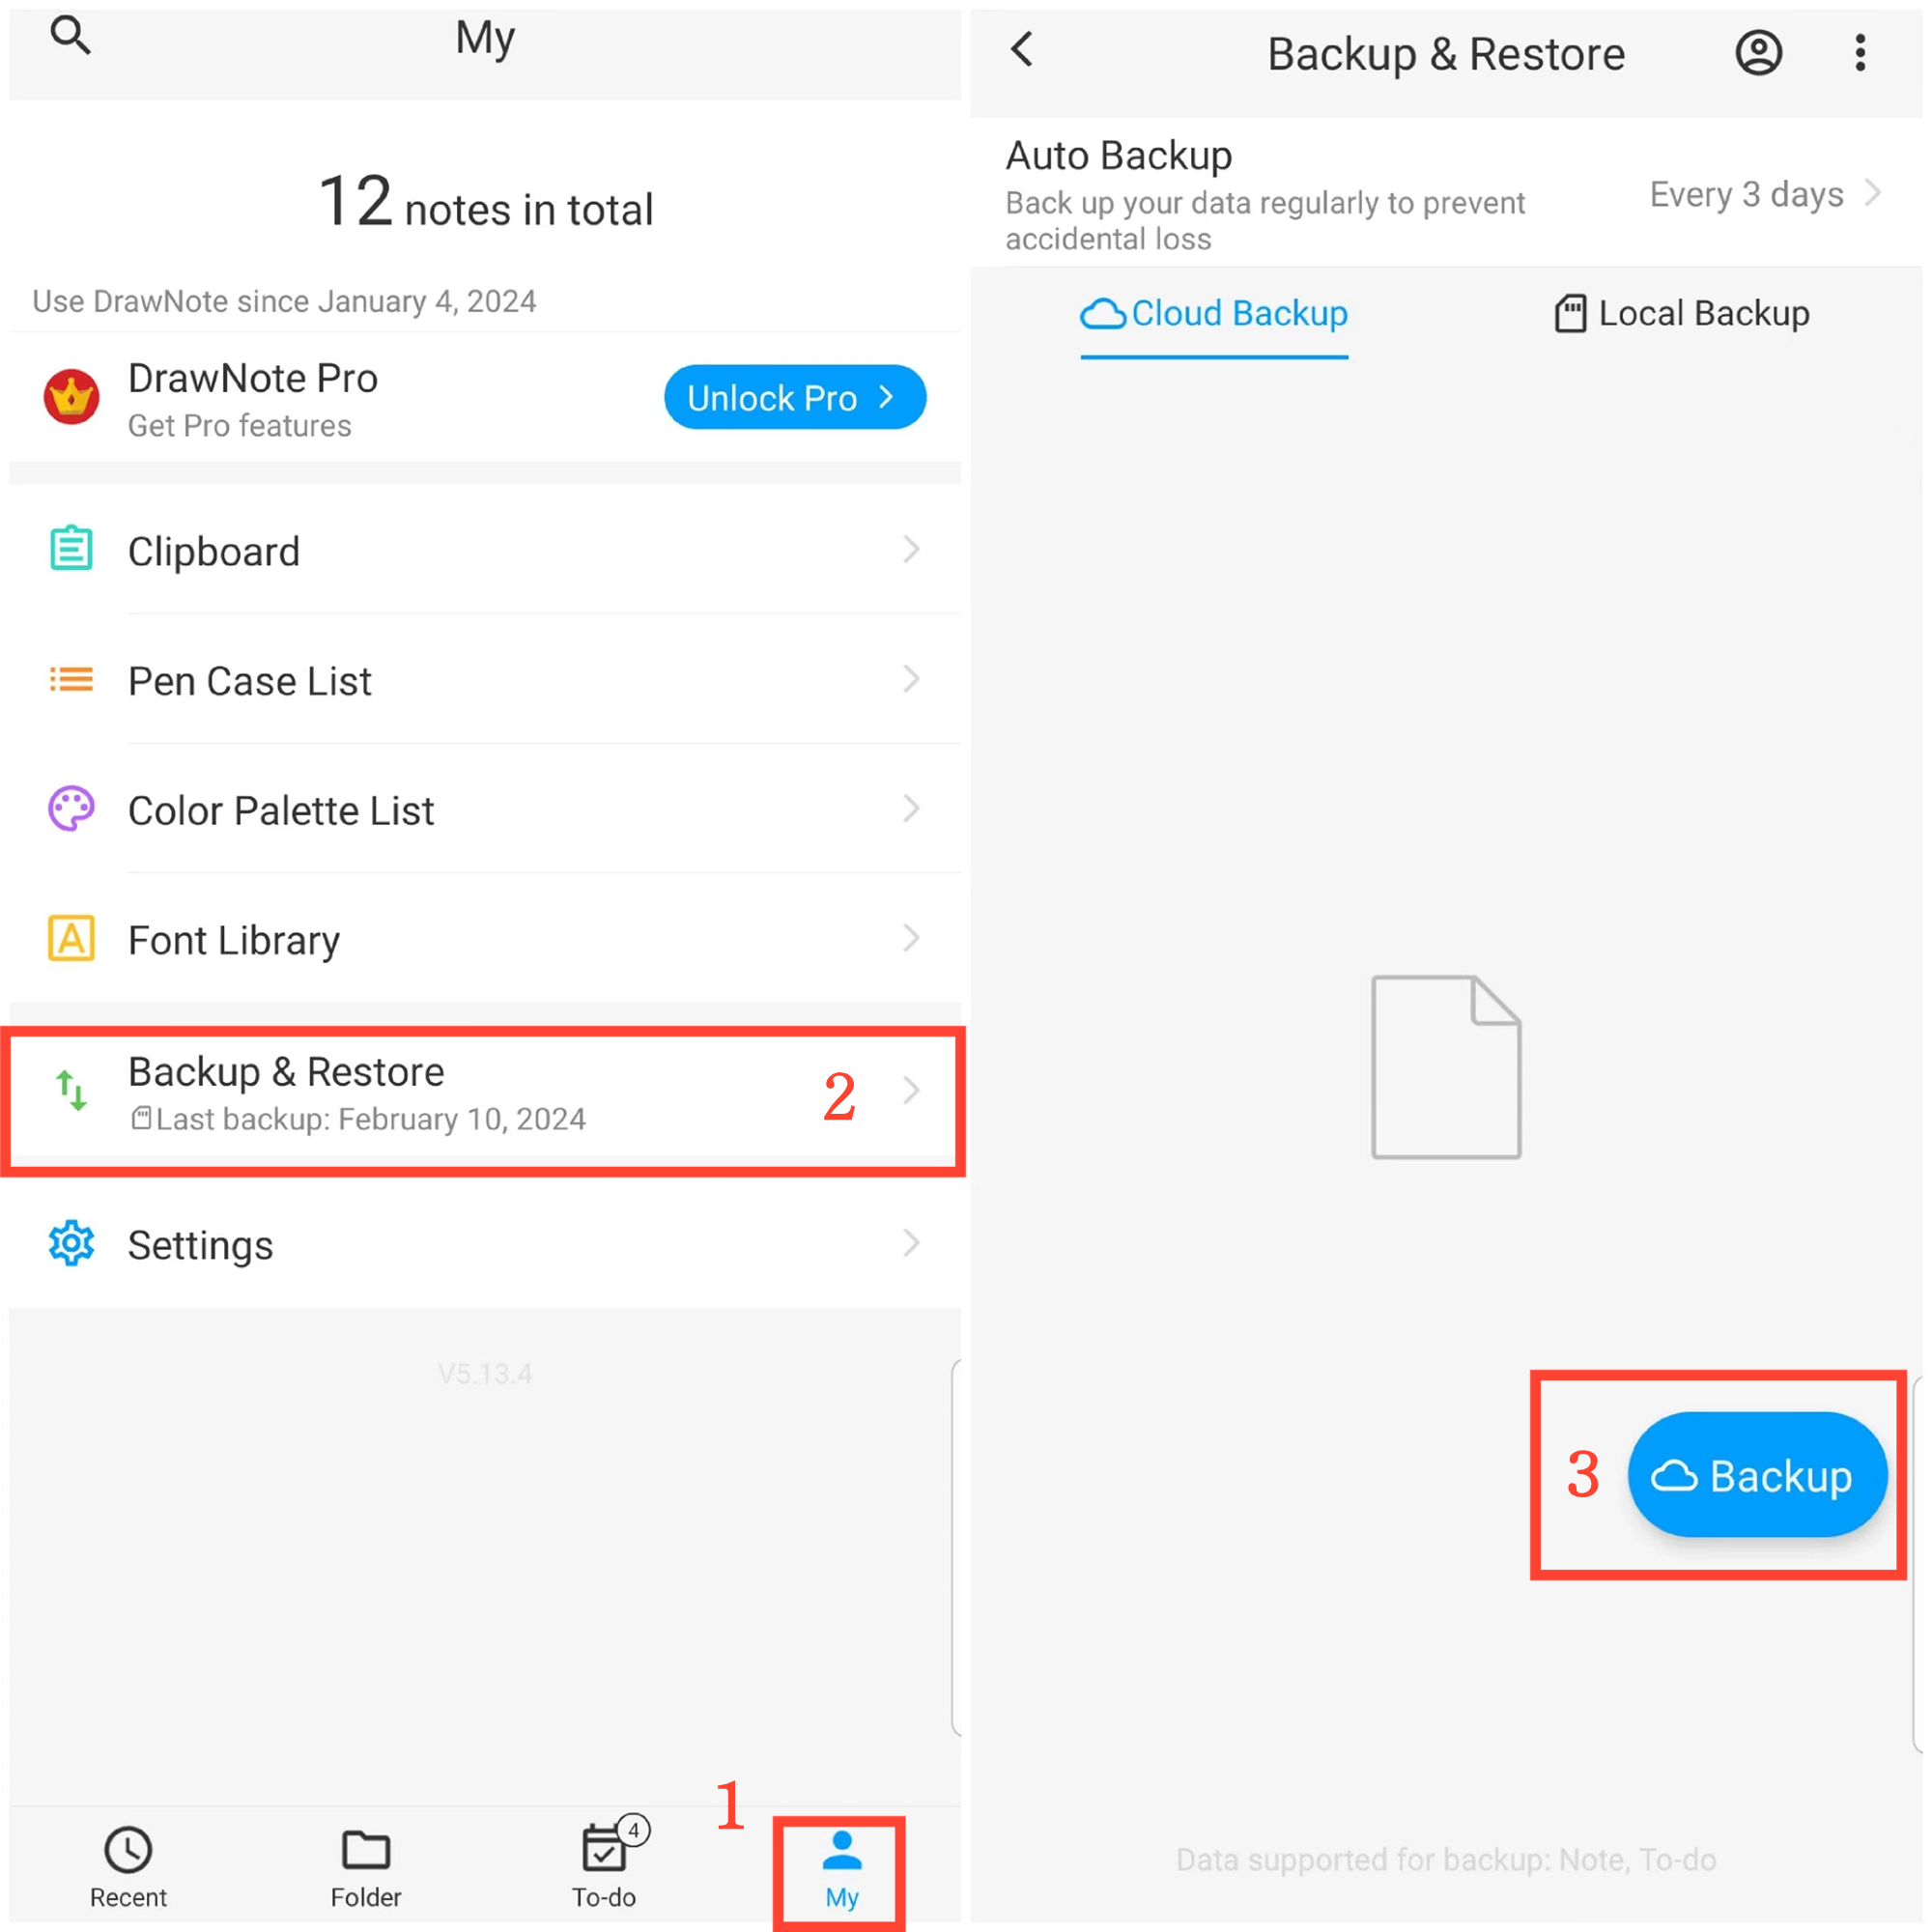 My
12 notes in total
Use DrawNote since January 4, 2024
DrawNote Pro
Get Pro features
Unlock Pro
Clipboard
Pen Case List
Color Palette List
A
Font Library
Backup & Restore
Last backup: February 10, 2024
2
Settings
V5.13.4
1
4
Recent
Folder
To-do
My
Backup & Restore
Auto Backup
Back up your data regularly to prevent
accidental loss
Every 3 days
Cloud Backup
Local Backup
3
Backup
Data supported for backup: Note, To-do